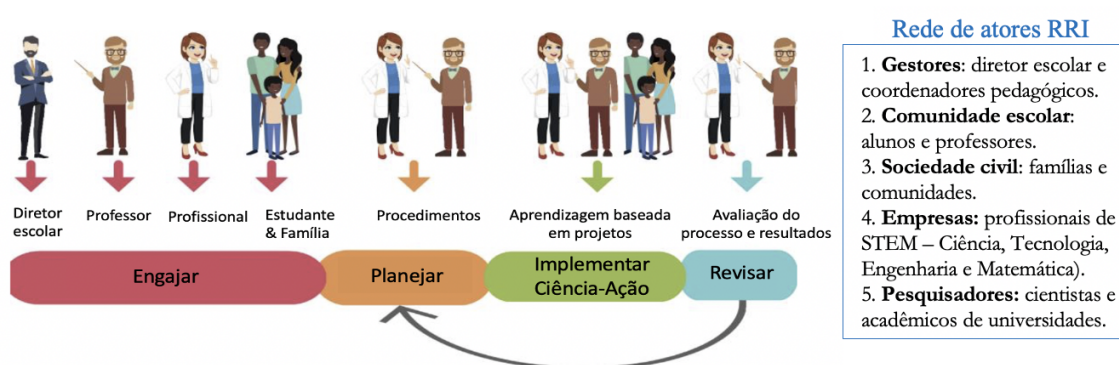 Diretor
escolar
Professor
Profissional
Estudante
& Família
Procedimentos
Aprendizagem baseada
em projetos
Avaliação do
processo e resultados
Engajar
Planejar
Implementar
Ciência-Ação
Revisar
Rede de atores RRI
1. Gestores: diretor escolar e
coordenadores pedagógicos.
2. Comunidade escolar:
alunos e professores.
3. Sociedade civil: famílias e
comunidades.
4. Empresas: profissionais de
STEM – Ciência, Tecnologia,
Engenharia e Matemática).
5. Pesquisadores: cientistas e
acadêmicos de universidades.